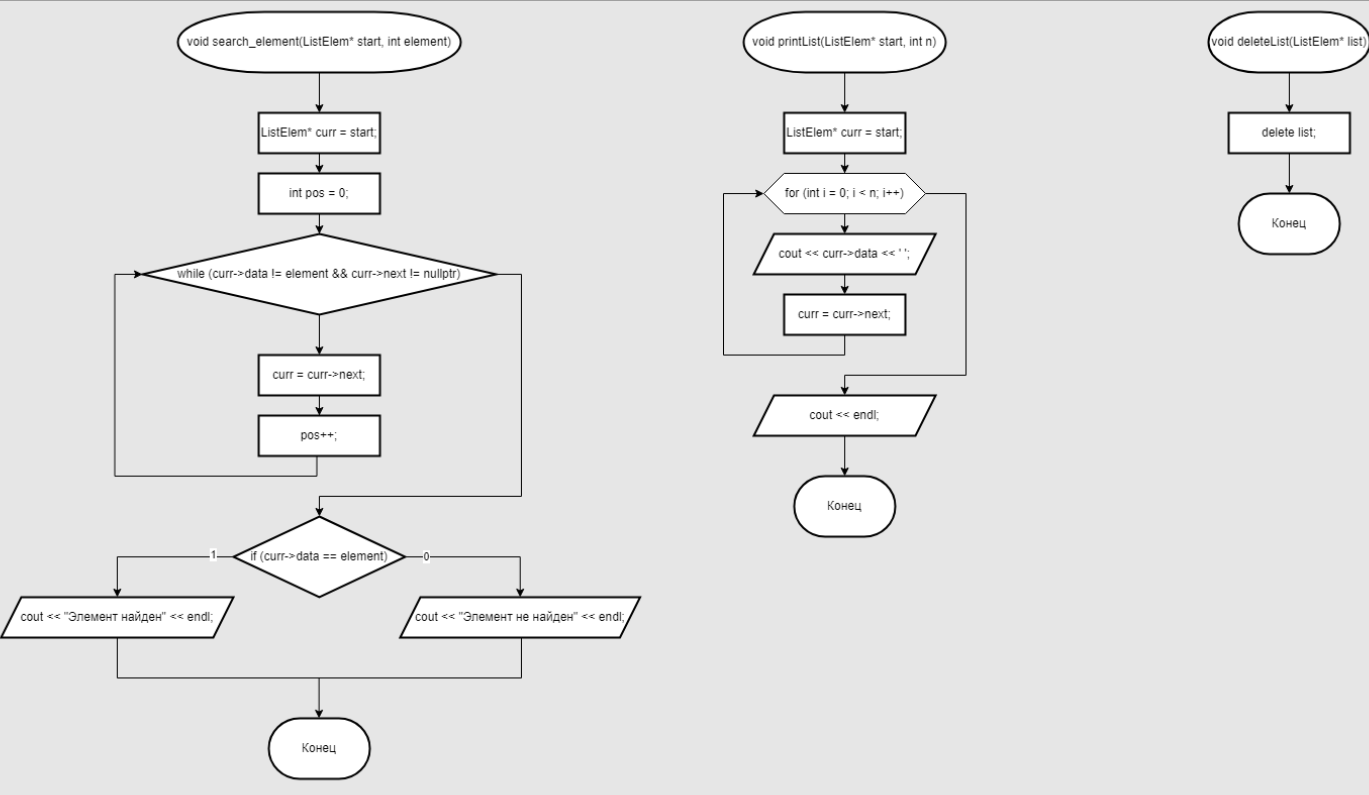 void search_element(ListElem* start, int element)
ListElem* curr = start;
int pos = 0;
while (curr->data != element && curr->next != nullptr)
curr = curr->next;
pos++;
if (curr->data == element)
1
0
cout << "Элемент найден" << endl;
cout << "Элемент не найден" << endl;
Конец
void printList(ListElem* start, int n)
ListElem* curr = start;
for (int i = 0; i < n; i++)
cout << curr->data << ' ';
curr = curr->next;
cout << endl;
Конец
void deleteList(ListElem* list)
delete list;
Конец